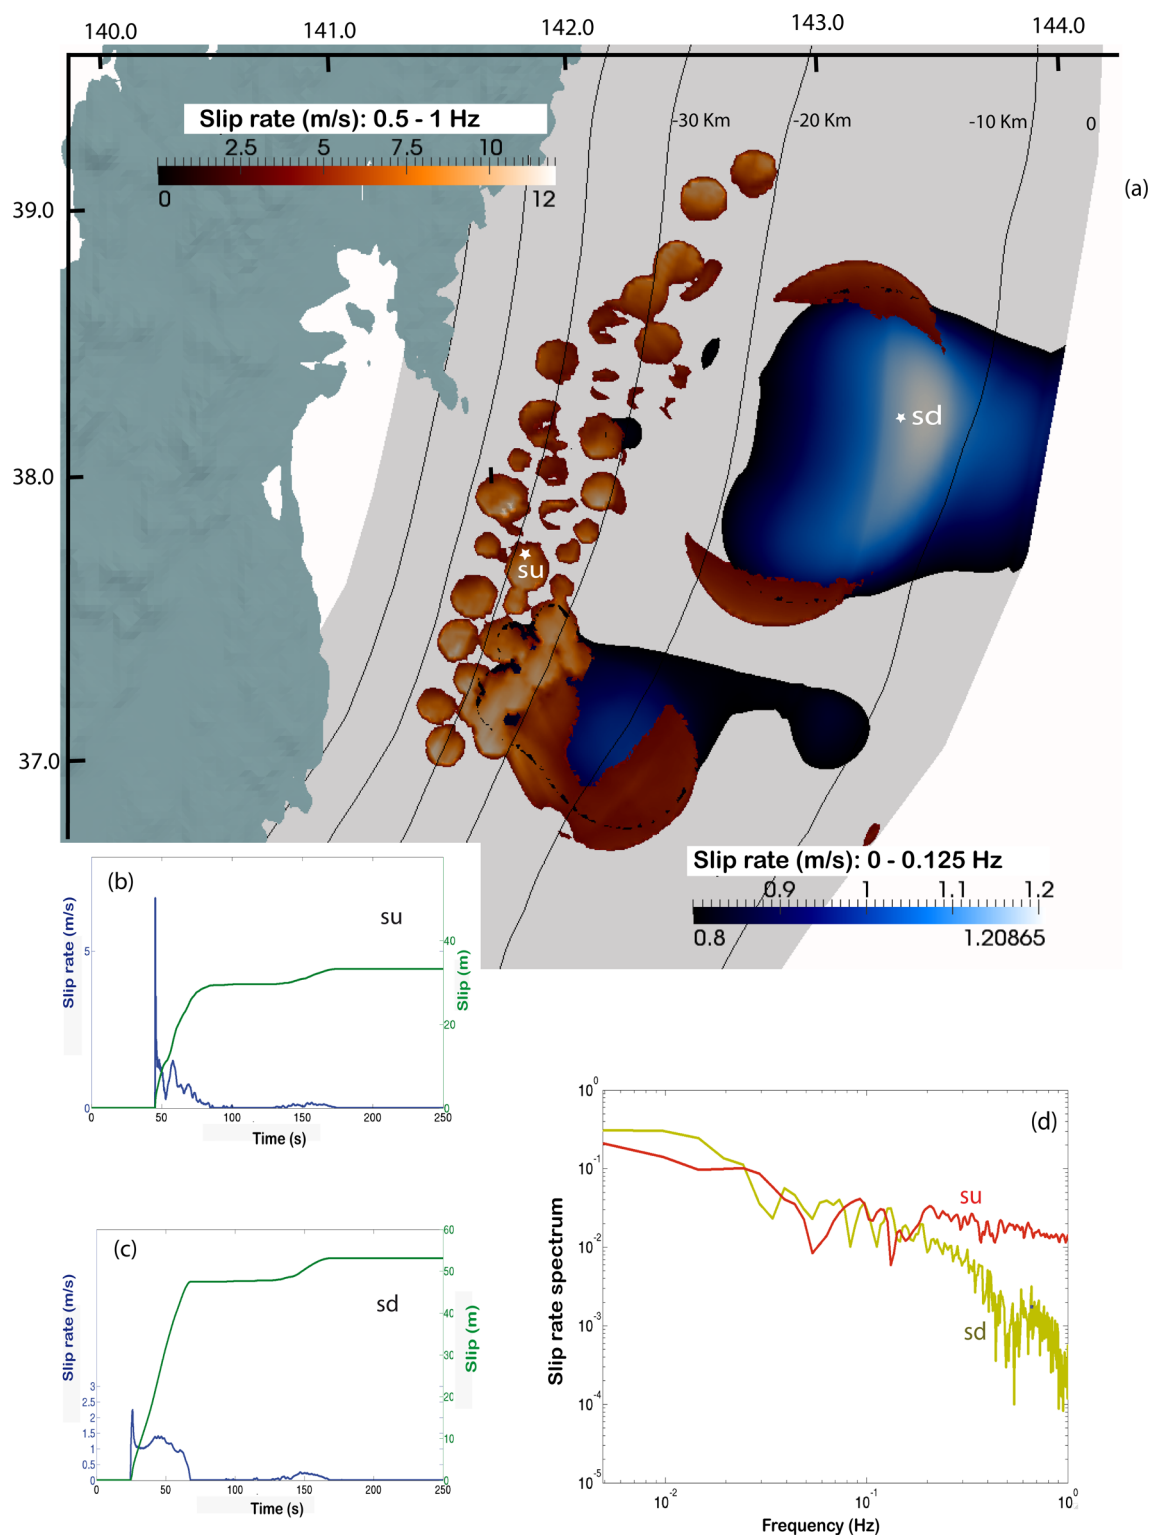 140.0 141.0 142.0 143.0 144.0
Slip rate (m/s): 0.5 - 1 Hz
2.5 5 7.5 10
0 12
-30 Km -20 Km -10 Km 0
(a)
39.0
38.0
37.0
sd
su
Slip rate (m/s): 0 - 0.125 Hz
0.9 1 1.1 1.2
0.8 1.20865
(b)
su
Slip rate (m/s)
5
0
40
20
0
Slip (m)
0 50 100 150 200 250
Time (s)
(c)
sd
Slip rate (m/s)
3
2.5
2
1.5
1
0.5
0
60
50
40
30
20
10
0
Slip (m)
0 50 100 150 200 250
Time (s)
(d)
su
sd
Slip rate spectrum
10^0
10^-1
10^-2
10^-3
10^-4
10^-5
10^-2 10^-1 10^0
Frequency (Hz)